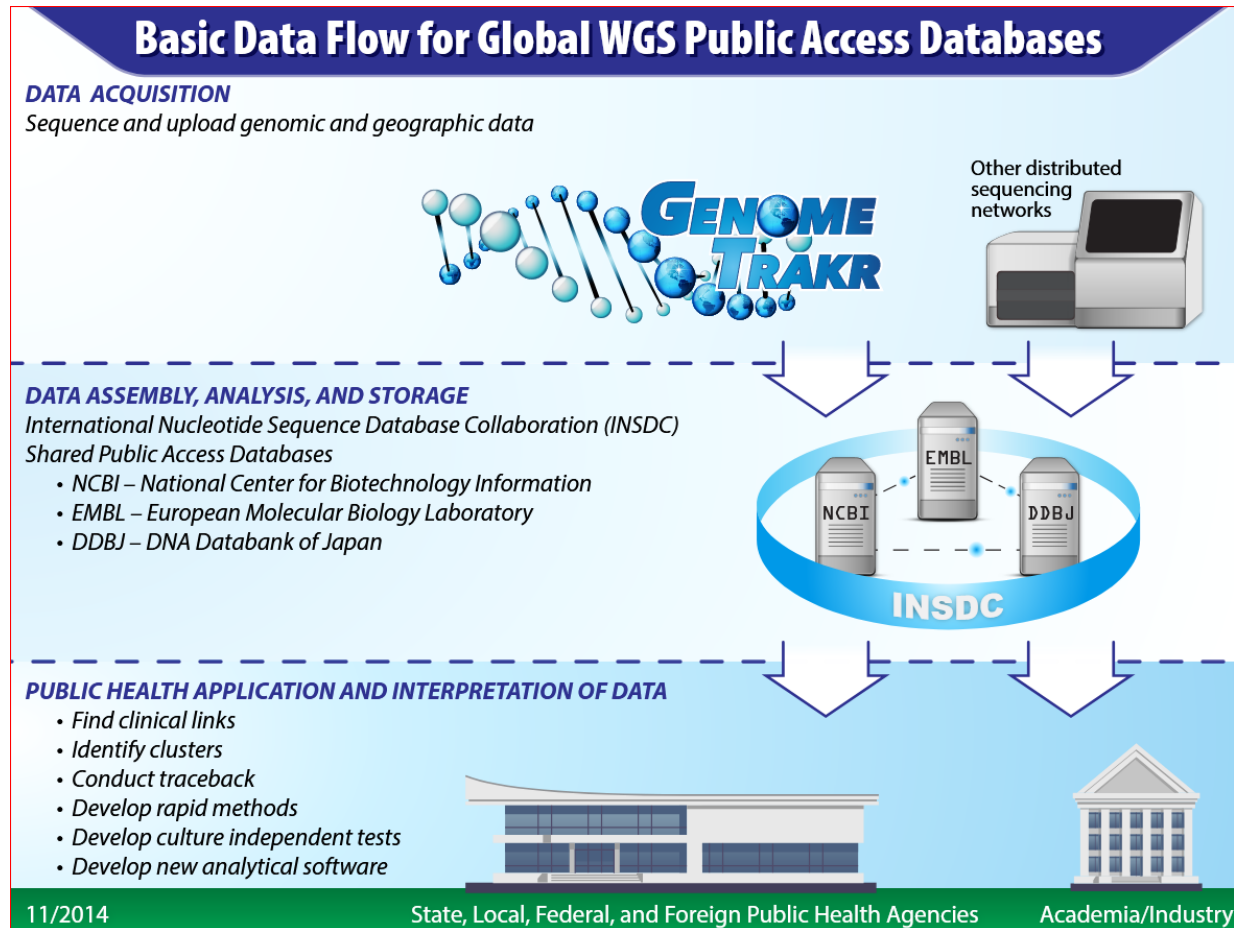 Basic Data Flow for Global WGS Public Access Databases
DATA ACQUISITION
Sequence and upload genomic and geographic data
GENOME
TRAKR
Other distributed
sequencing
networks
DATA ASSEMBLY, ANALYSIS, AND STORAGE
International Nucleotide Sequence Database Collaboration (INSDC)
Shared Public Access Databases
• NCBI – National Center for Biotechnology Information
• EMBL – European Molecular Biology Laboratory
• DDBJ – DNA Databank of Japan
EMBL
NCBI
DDBJ
INSDC
PUBLIC HEALTH APPLICATION AND INTERPRETATION OF DATA
• Find clinical links
• Identify clusters
• Conduct traceback
• Develop rapid methods
• Develop culture independent tests
• Develop new analytical software
11/2014
State, Local, Federal, and Foreign Public Health Agencies
Academia/Industry